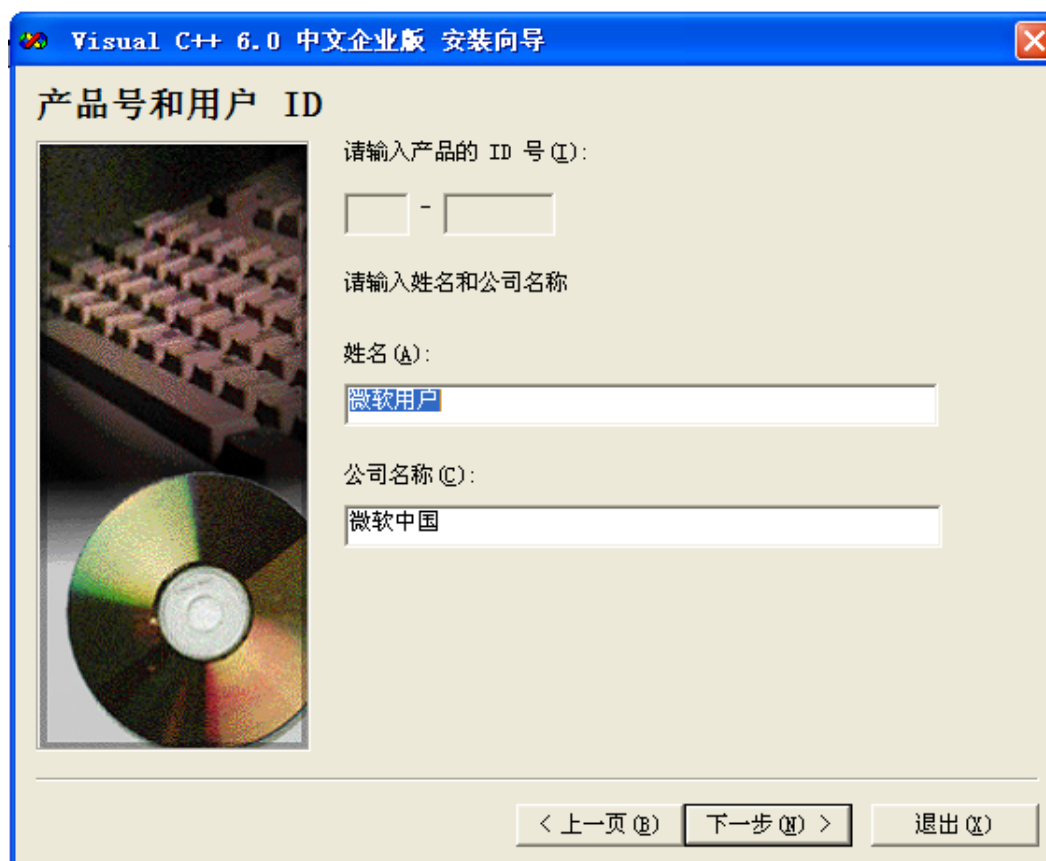 Visual C++ 6.0 中文企业版 安装向导
产品号和用户 ID
请输入产品的 ID 号(I):
-
请输入姓名和公司名称
姓名(A):
微软用户
公司名称(C):
微软中国
< 上一页(B) 下一步(N) > 退出(X)